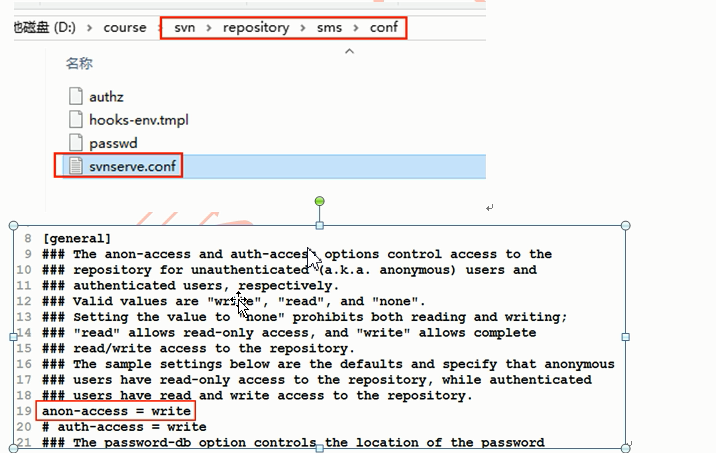 地磁盘 (D:) › course › svn › repository › sms › conf
名称
authz
hooks-env.tmpl
passwd
svnserve.conf
8 [general]
9 ### The anon-access and auth-access options control access to the
10 ### repository for unauthenticated (a.k.a. anonymous) users and
11 ### authenticated users, respectively.
12 ### Valid values are "write", "read", and "none".
13 ### Setting the value to "none" prohibits both reading and writing;
14 ### "read" allows read-only access, and "write" allows complete
15 ### read/write access to the repository.
16 ### The sample settings below are the defaults and specify that anonymous
17 ### users have read-only access to the repository, while authenticated
18 ### users have read and write access to the repository.
19 anon-access = write
20 # auth-access = write
21 ### The password-db option controls the location of the password